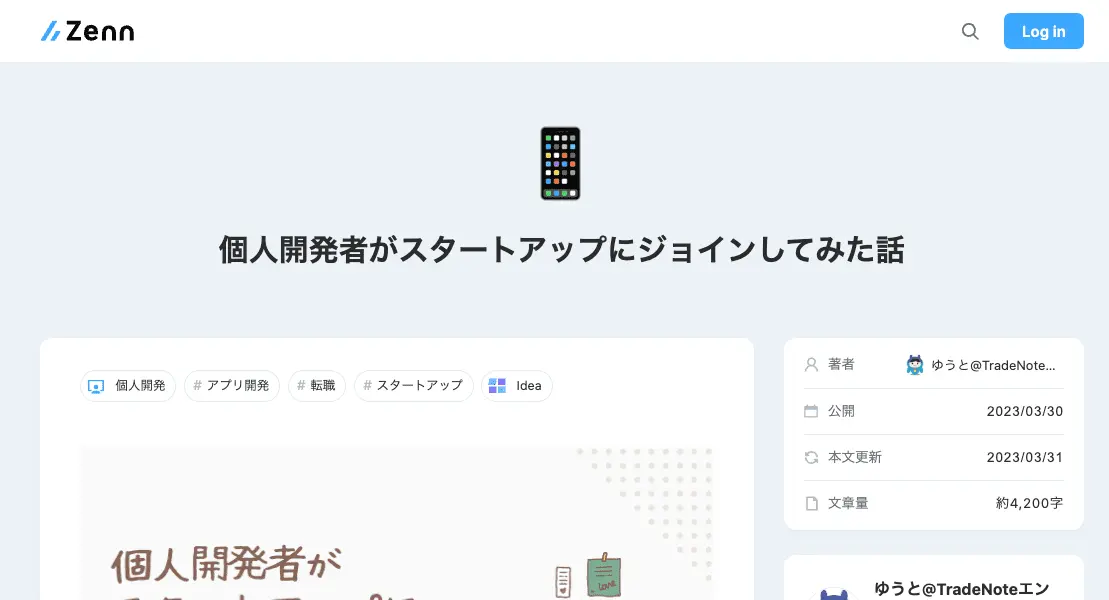 Zenn
Log in
個人開発者がスタートアップにジョインしてみた話
個人開発
# アプリ開発
# 転職
# スタートアップ
Idea
著者
ゆうと@TradeNote...
公開
2023/03/30
本文更新
2023/03/31
文章量
約4,200字
個人開発者が
love
ゆうと@TradeNoteエン